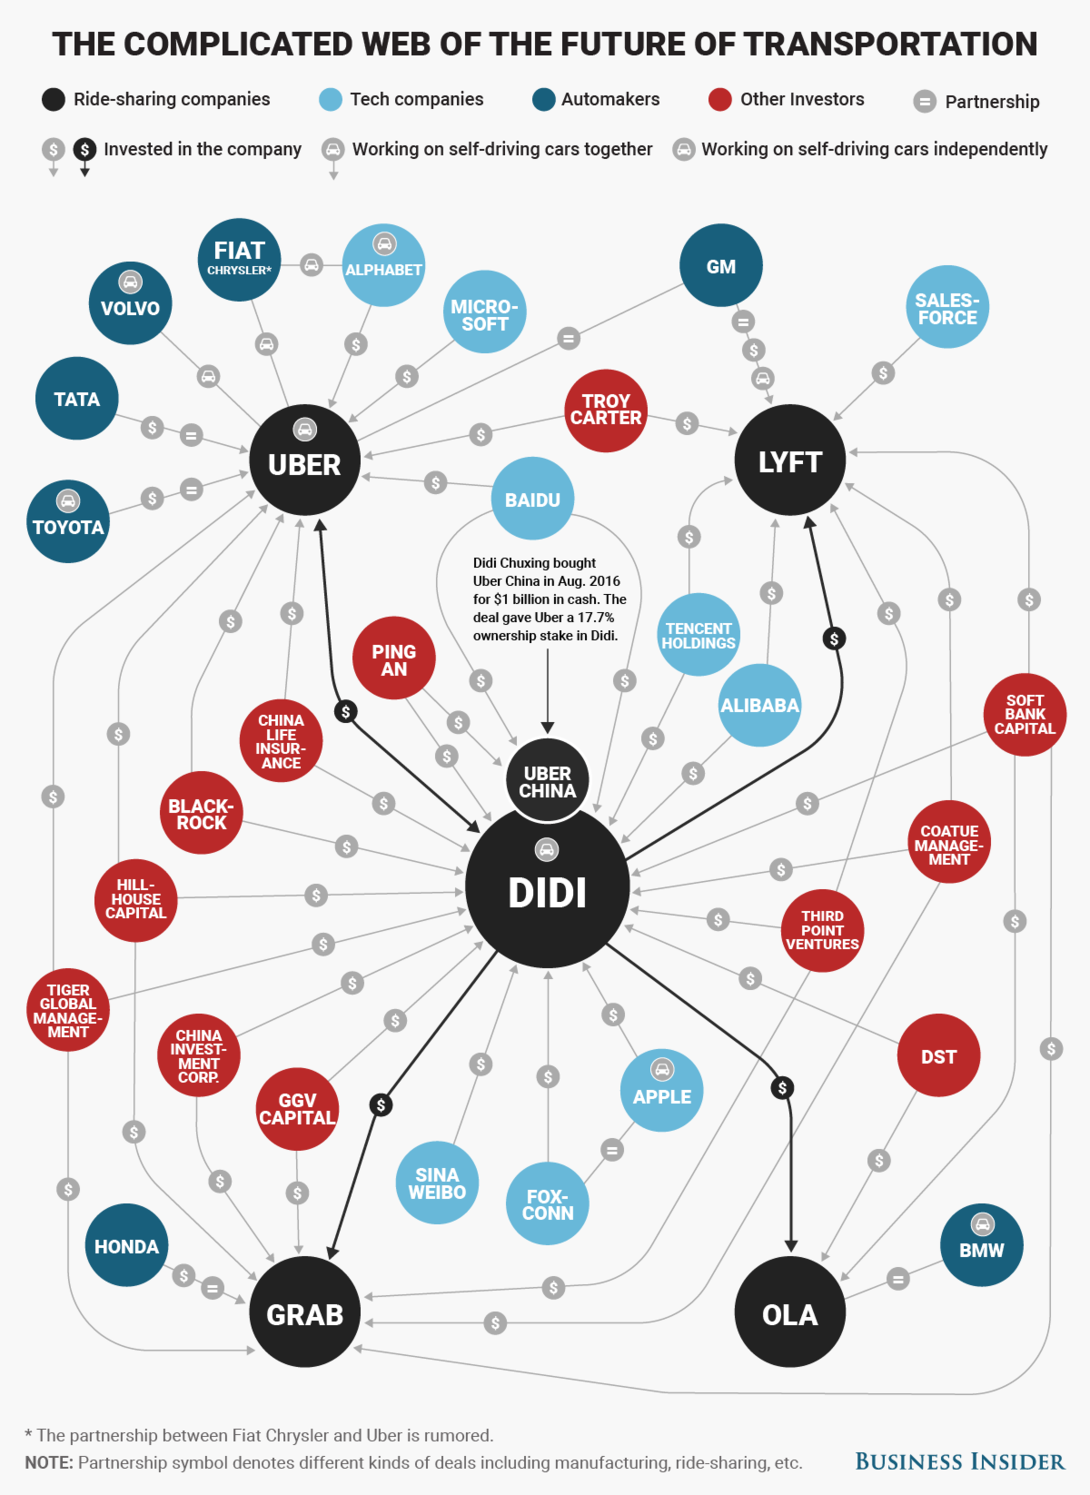 THE COMPLICATED WEB OF THE FUTURE OF TRANSPORTATION
Ride-sharing companies
Tech companies
Automakers
Other Investors
= Partnership
$ $ Invested in the company
Working on self-driving cars together
Working on self-driving cars independently
FIAT
CHRYSLER*
ALPHABET
GM
VOLVO
MICRO-
SOFT
SALES-
FORCE
TATA
TROY
CARTER
UBER
LYFT
BAIDU
TOYOTA
Didi Chuxing bought
Uber China in Aug. 2016
for $1 billion in cash. The
deal gave Uber a 17.7%
ownership stake in Didi.
TENCENT
HOLDINGS
PING
AN
ALIBABA
SOFT
BANK
CAPITAL
CHINA
LIFE
INSUR-
ANCE
UBER
CHINA
BLACK-
ROCK
COATUE
MANAGE-
MENT
DIDI
HILL-
HOUSE
CAPITAL
THIRD
POINT
VENTURES
TIGER
GLOBAL
MANAGE-
MENT
CHINA
INVEST-
MENT
CORP.
DST
GGV
CAPITAL
APPLE
SINA
WEIBO
FOX-
CONN
HONDA
BMW
GRAB
OLA
* The partnership between Fiat Chrysler and Uber is rumored.
NOTE: Partnership symbol denotes different kinds of deals including manufacturing, ride-sharing, etc.
BUSINESS INSIDER